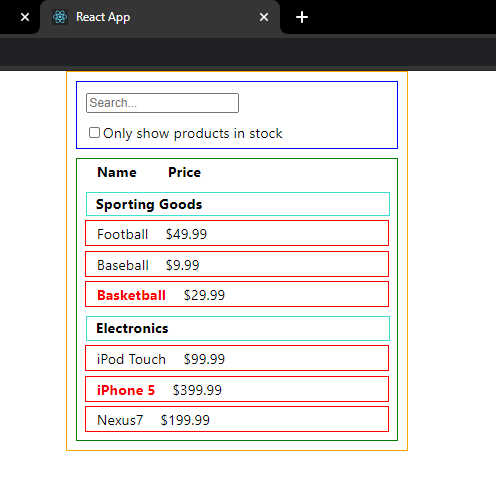 React App
Search...
Only show products in stock
Name Price
Sporting Goods
Football $49.99
Baseball $9.99
Basketball $29.99
Electronics
iPod Touch $99.99
iPhone 5 $399.99
Nexus7 $199.99